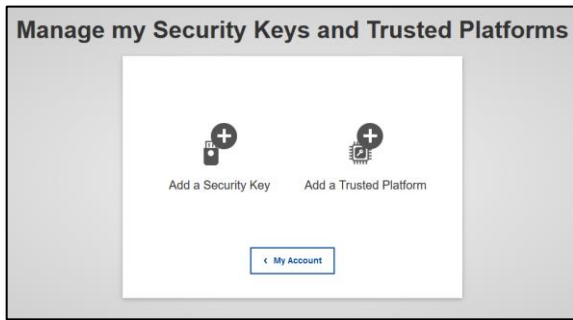 Manage my Security Keys and Trusted Platforms
Add a Security Key
Add a Trusted Platform
‹ My Account